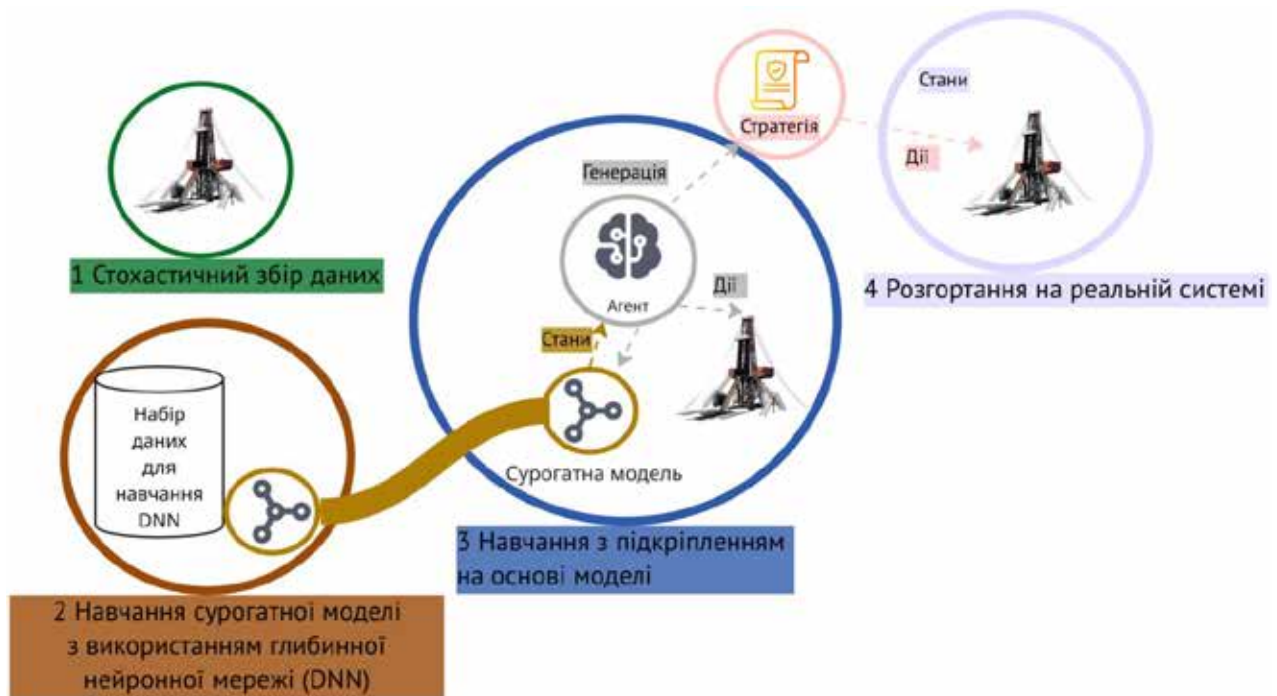 1 Стохастичний збір даних
Набір
даних
для
навчання
DNN
2 Навчання сурогатної моделі
з використанням глибинної
нейронної мережі (DNN)
Генерація
Агент
Дії
Стани
Сурогатна модель
3 Навчання з підкріпленням
на основі моделі
Стратегія
Стани
Дії
4 Розгортання на реальній системі